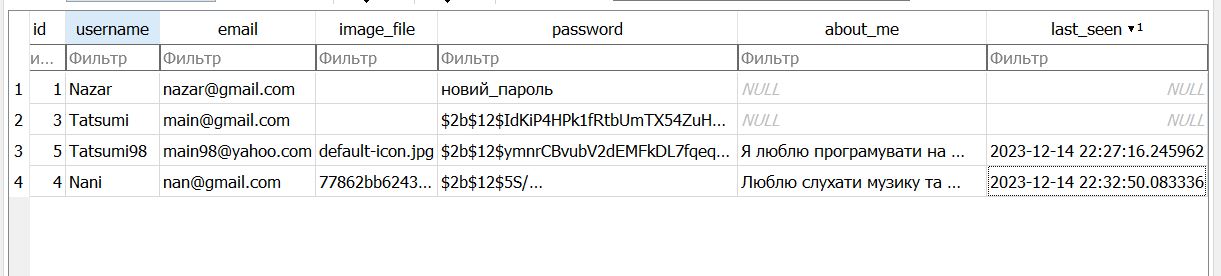 id username email image_file password about_me last_seen ▾1
и... Фильтр Фильтр Фильтр Фильтр Фильтр Фильтр
1 1 Nazar nazar@gmail.com новий_пароль NULL NULL
2 3 Tatsumi main@gmail.com $2b$12$IdKiP4HPk1fRtbUmTX54ZuH... NULL NULL
3 5 Tatsumi98 main98@yahoo.com default-icon.jpg $2b$12$ymnrCBvubV2dEMFkDL7fqeq... Я люблю програмувати на ... 2023-12-14 22:27:16.245962
4 4 Nani nan@gmail.com 77862bb6243... $2b$12$5S/... Люблю слухати музику та ... 2023-12-14 22:32:50.083336